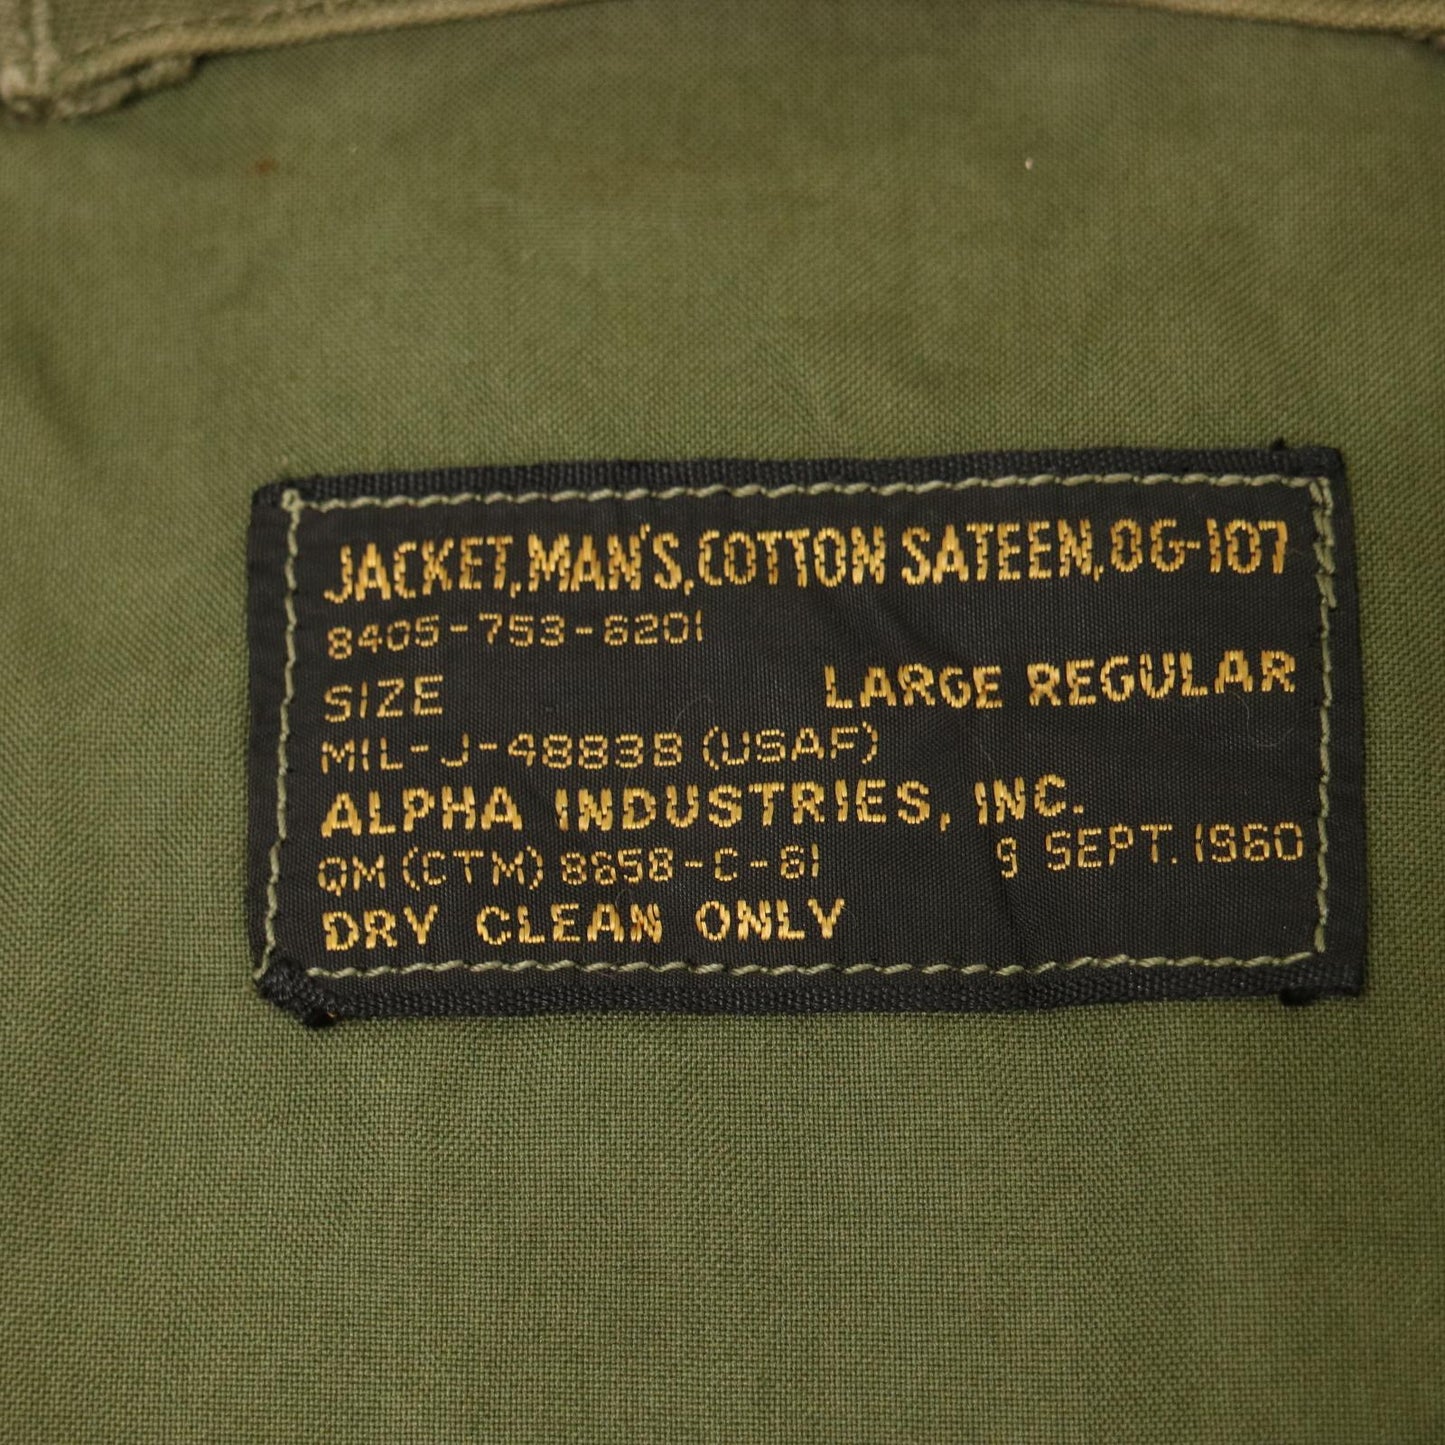 JACKET, MAN'S, COTTON SATEEN, OG-107
8405-753-6201
SIZE LARGE REGULAR
MIL-J-4883B (USAF)
ALPHA INDUSTRIES, INC.
QM (CTM) 8658-C-61 9 SEPT. 1960
DRY CLEAN ONLY